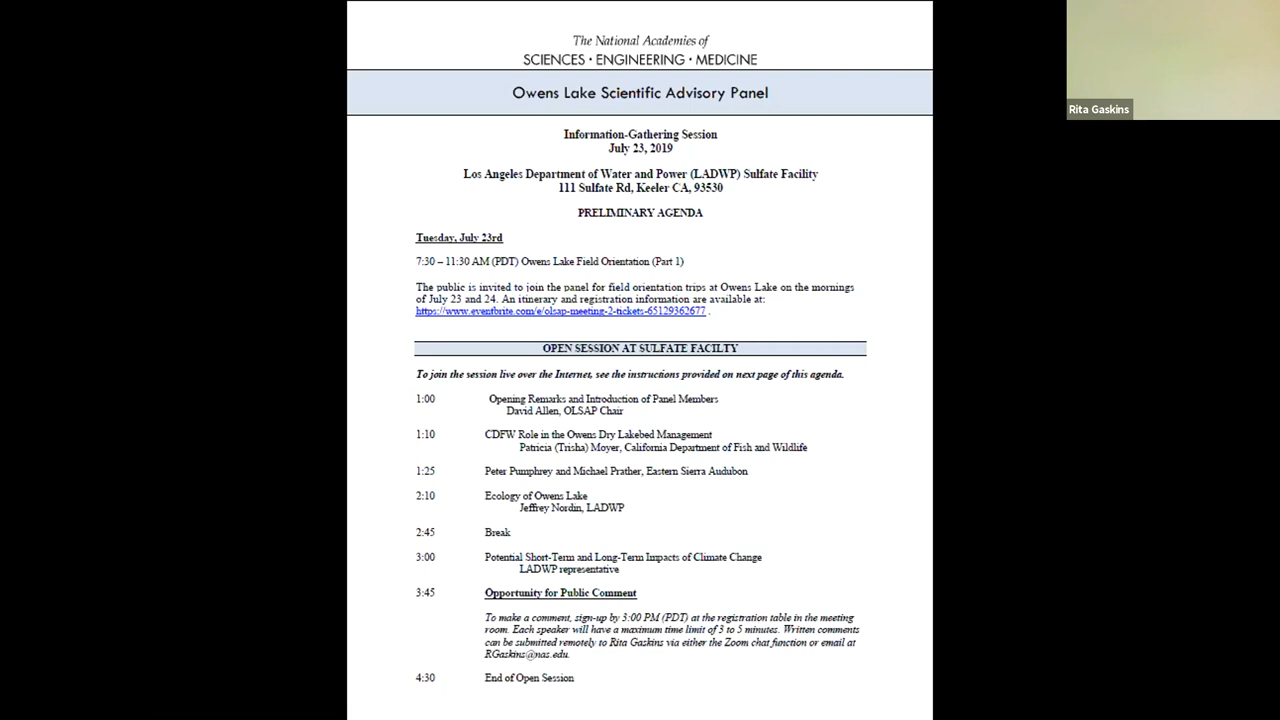 The National Academies of
SCIENCES · ENGINEERING · MEDICINE
Owens Lake Scientific Advisory Panel
Information-Gathering Session
July 23, 2019
Los Angeles Department of Water and Power (LADWP) Sulfate Facility
111 Sulfate Rd, Keeler CA, 93530
PRELIMINARY AGENDA
Tuesday, July 23rd
7:30 – 11:30 AM (PDT) Owens Lake Field Orientation (Part 1)
The public is invited to join the panel for field orientation trips at Owens Lake on the mornings
of July 23 and 24. An itinerary and registration information are available at:
https://www.eventbrite.com/e/olsap-meeting-2-tickets-65129362677 .
OPEN SESSION AT SULFATE FACILTY
To join the session live over the Internet, see the instructions provided on next page of this agenda.
1:00 Opening Remarks and Introduction of Panel Members
David Allen, OLSAP Chair
1:10 CDFW Role in the Owens Dry Lakebed Management
Patricia (Trisha) Moyer, California Department of Fish and Wildlife
1:25 Peter Pumphrey and Michael Prather, Eastern Sierra Audubon
2:10 Ecology of Owens Lake
Jeffrey Nordin, LADWP
2:45 Break
3:00 Potential Short-Term and Long-Term Impacts of Climate Change
LADWP representative
3:45 Opportunity for Public Comment
To make a comment, sign-up by 3:00 PM (PDT) at the registration table in the meeting
room. Each speaker will have a maximum time limit of 3 to 5 minutes. Written comments
can be submitted remotely to Rita Gaskins via either the Zoom chat function or email at
RGaskins@nas.edu.
4:30 End of Open Session
Rita Gaskins